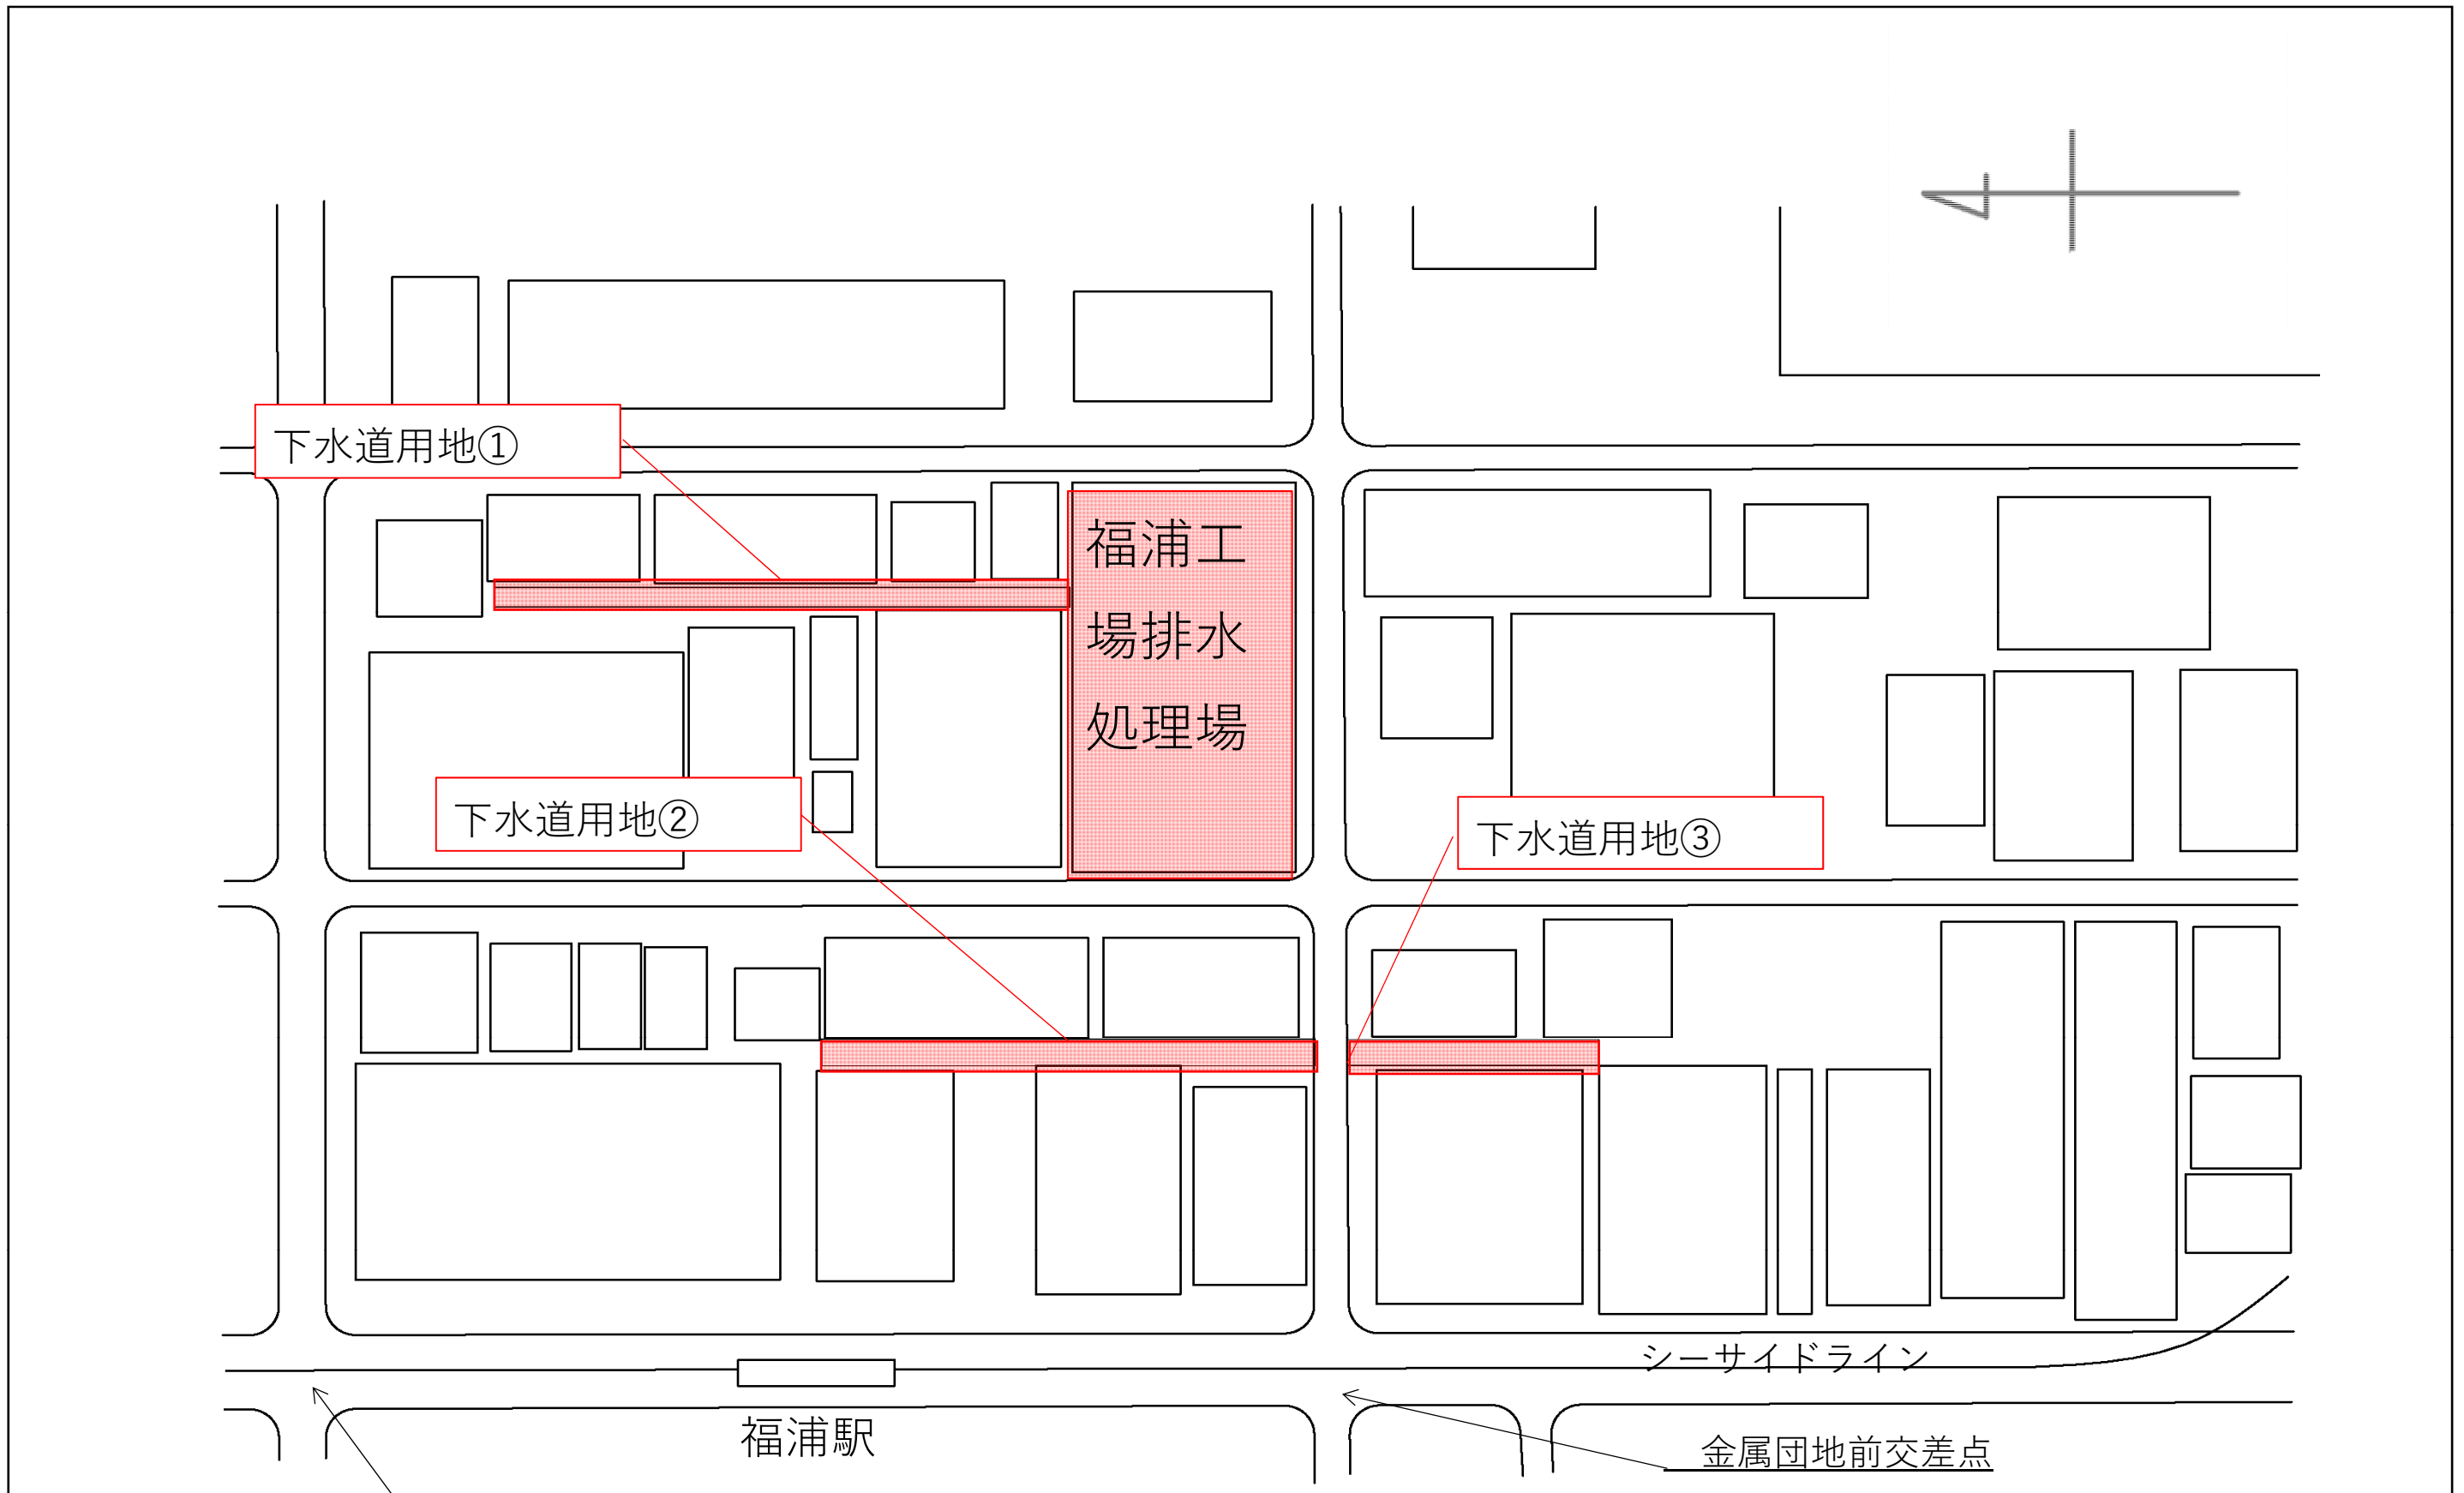 下水道用地①
福浦工
場排水
処理場
下水道用地②
下水道用地③
シーサイドライン
福浦駅
金属団地前交差点